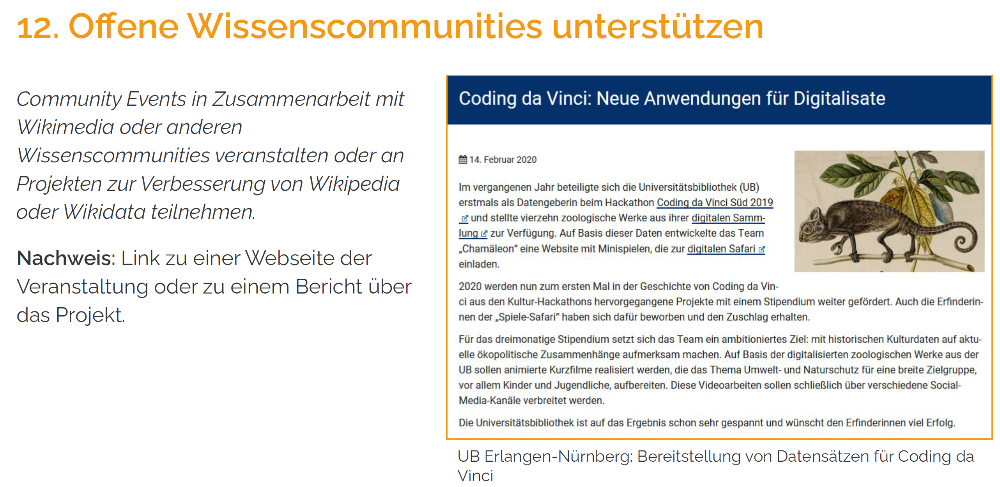 12. Offene Wissenscommunities unterstützen
Community Events in Zusammenarbeit mit
Wikimedia oder anderen
Wissenscommunities veranstalten oder an
Projekten zur Verbesserung von Wikipedia
oder Wikidata teilnehmen.
Nachweis: Link zu einer Webseite der
Veranstaltung oder zu einem Bericht über
das Projekt.
Coding da Vinci: Neue Anwendungen für Digitalisate
14. Februar 2020
Im vergangenen Jahr beteiligte sich die Universitätsbibliothek (UB)
erstmals als Datengeberin beim Hackathon Coding da Vinci Süd 2019
und stellte vierzehn zoologische Werke aus ihrer digitalen Samm-
lung zur Verfügung. Auf Basis dieser Daten entwickelte das Team
„Chamäleon“ eine Website mit Minispielen, die zur digitalen Safari
einladen.
2020 werden nun zum ersten Mal in der Geschichte von Coding da Vin-
ci aus den Kultur-Hackathons hervorgegangene Projekte mit einem Stipendium weiter gefördert. Auch die Erfinderin-
nen der „Spiele-Safari“ haben sich dafür beworben und den Zuschlag erhalten.
Für das dreimonatige Stipendium setzt sich das Team ein ambitioniertes Ziel: mit historischen Kulturdaten auf aktu-
elle ökopolitische Zusammenhänge aufmerksam machen. Auf Basis der digitalisierten zoologischen Werke aus der
UB sollen animierte Kurzfilme realisiert werden, die das Thema Umwelt- und Naturschutz für eine breite Zielgruppe,
vor allem Kinder und Jugendliche, aufbereiten. Diese Videoarbeiten sollen schließlich über verschiedene Social-
Media-Kanäle verbreitet werden.
Die Universitätsbibliothek ist auf das Ergebnis schon sehr gespannt und wünscht den Erfinderinnen viel Erfolg.
UB Erlangen-Nürnberg: Bereitstellung von Datensätzen für Coding da
Vinci